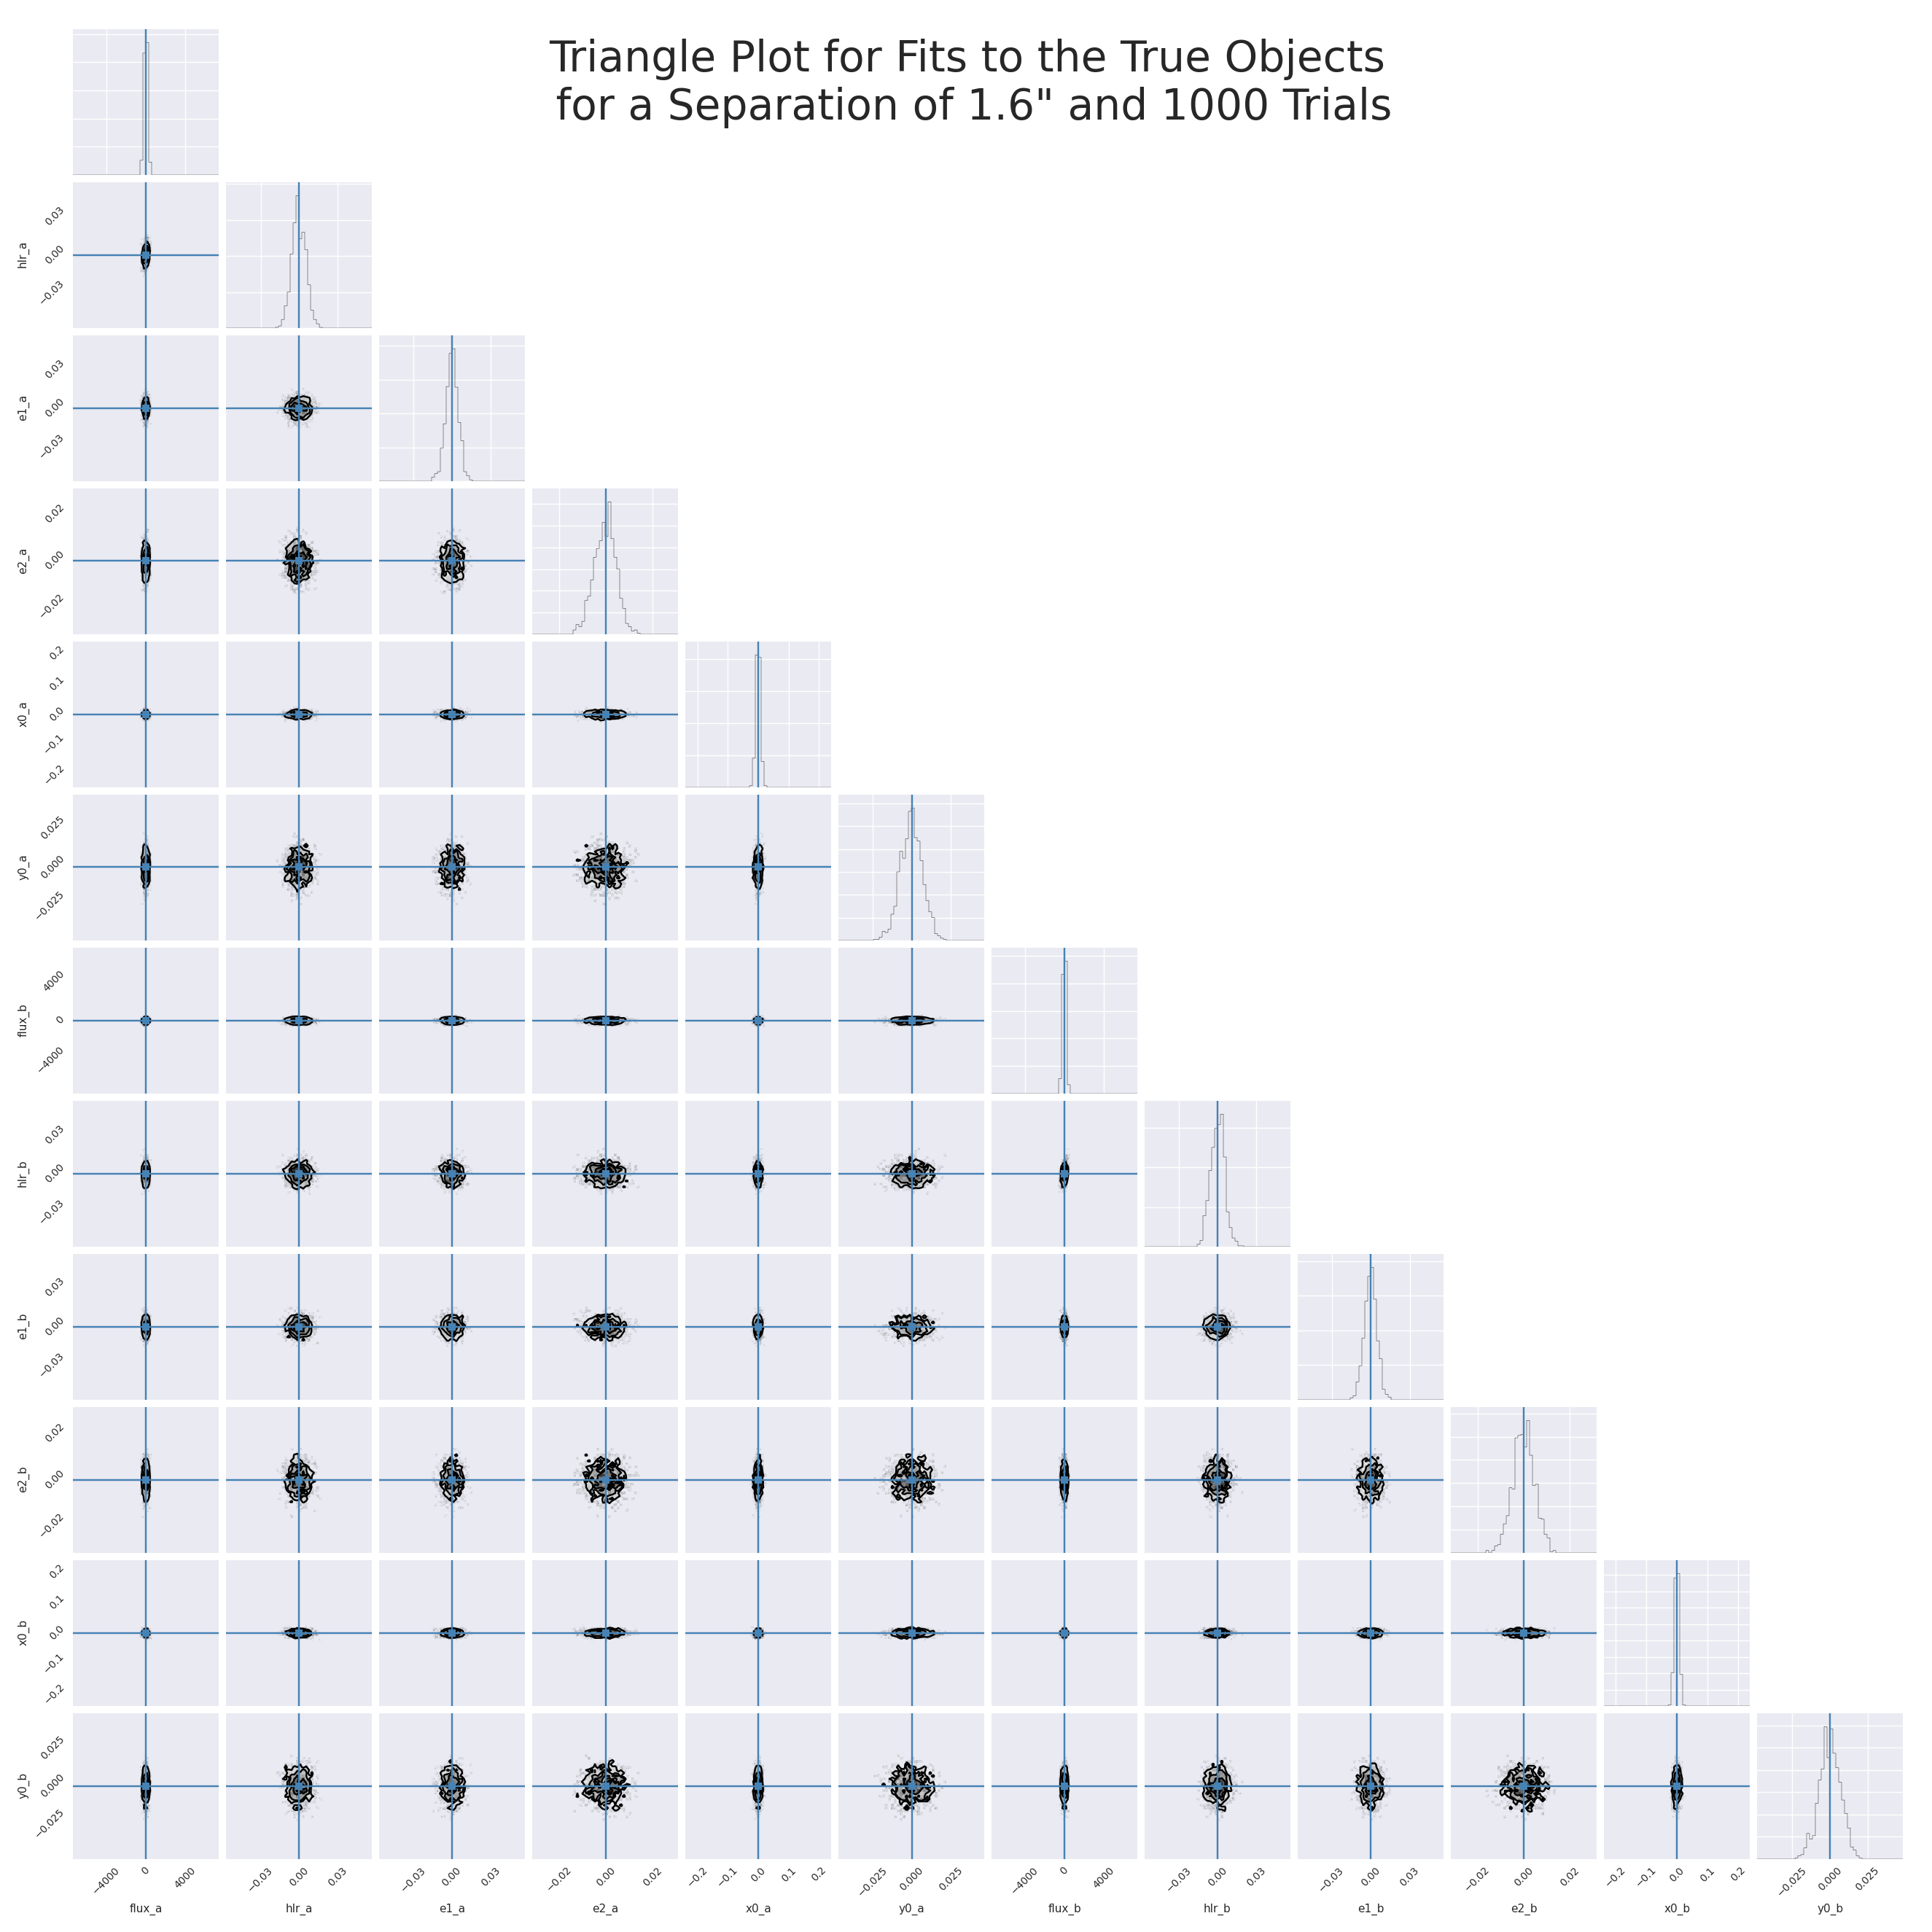 Triangle Plot for Fits to the True Objects
for a Separation of 1.6" and 1000 Trials
hlr_a
0.03
0.00
−0.03
e1_a
0.03
0.00
−0.03
e2_a
0.02
0.00
−0.02
x0_a
0.2
0.1
0.0
−0.1
−0.2
y0_a
0.025
0.000
−0.025
flux_b
4000
0
−4000
hlr_b
0.03
0.00
−0.03
e1_b
0.03
0.00
−0.03
e2_b
0.02
0.00
−0.02
x0_b
0.2
0.1
0.0
−0.1
−0.2
y0_b
0.025
0.000
−0.025
−4000 0 4000 −0.03 0.00 0.03 −0.03 0.00 0.03 −0.02 0.00 0.02 −0.2 −0.1 0.0 0.1 0.2 −0.025 0.000 0.025 −4000 0 4000 −0.03 0.00 0.03 −0.03 0.00 0.03 −0.02 0.00 0.02 −0.2 −0.1 0.0 0.1 0.2 −0.025 0.000 0.025
flux_a hlr_a e1_a e2_a x0_a y0_a flux_b hlr_b e1_b e2_b x0_b y0_b